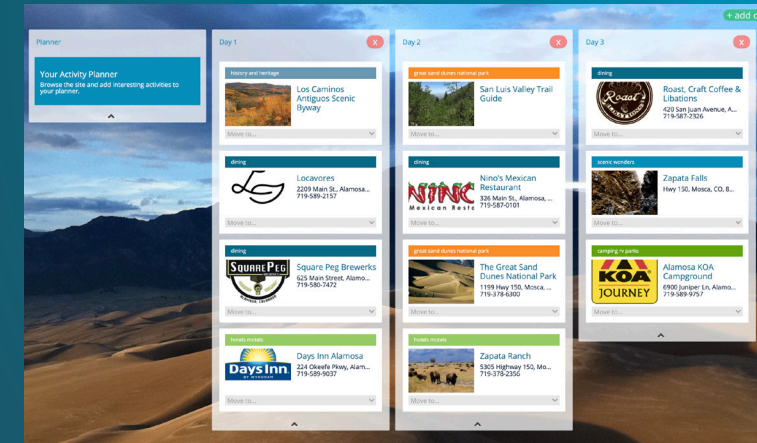 + add
Planner
Your Activity Planner
Browse the site and add interesting activities to
your planner.
Day 1
X
history and heritage
Los Caminos
Antiguos Scenic
Byway
Move to...
dining
Locavores
2209 Main St., Alamosa...
719-589-2157
Move to...
dining
SQUARE PEG
Square Peg Brewerks
625 Main Street, Alamo...
719-580-7472
Move to...
hotels motels
Days Inn
BY WYNDHAM
Days Inn Alamosa
224 Okeefe Pkwy, Alam...
719-589-9037
Move to...
Day 2
X
great sand dunes national park
San Luis Valley Trail
Guide
Move to...
dining
NINO
Mexican Resta
Nino's Mexican
Restaurant
326 Main St., Alamosa, ...
719-587-0101
Move to...
great sand dunes national park
The Great Sand
Dunes National Park
1199 Hwy 150, Mosca, ...
719-378-6300
Move to...
hotels motels
Zapata Ranch
5305 Highway 150, Mo...
719-378-2356
Move to...
Day 3
X
dining
Roast
Roast, Craft Coffee &
Libations
420 San Juan Avenue, A...
719-587-2326
Move to...
scenic wonders
Zapata Falls
Hwy 150, Mosca, CO, 8...
Move to...
camping rv parks
KOA
JOURNEY
Alamosa KOA
Campground
6900 Juniper Ln, Alamo...
719-589-9757
Move to...